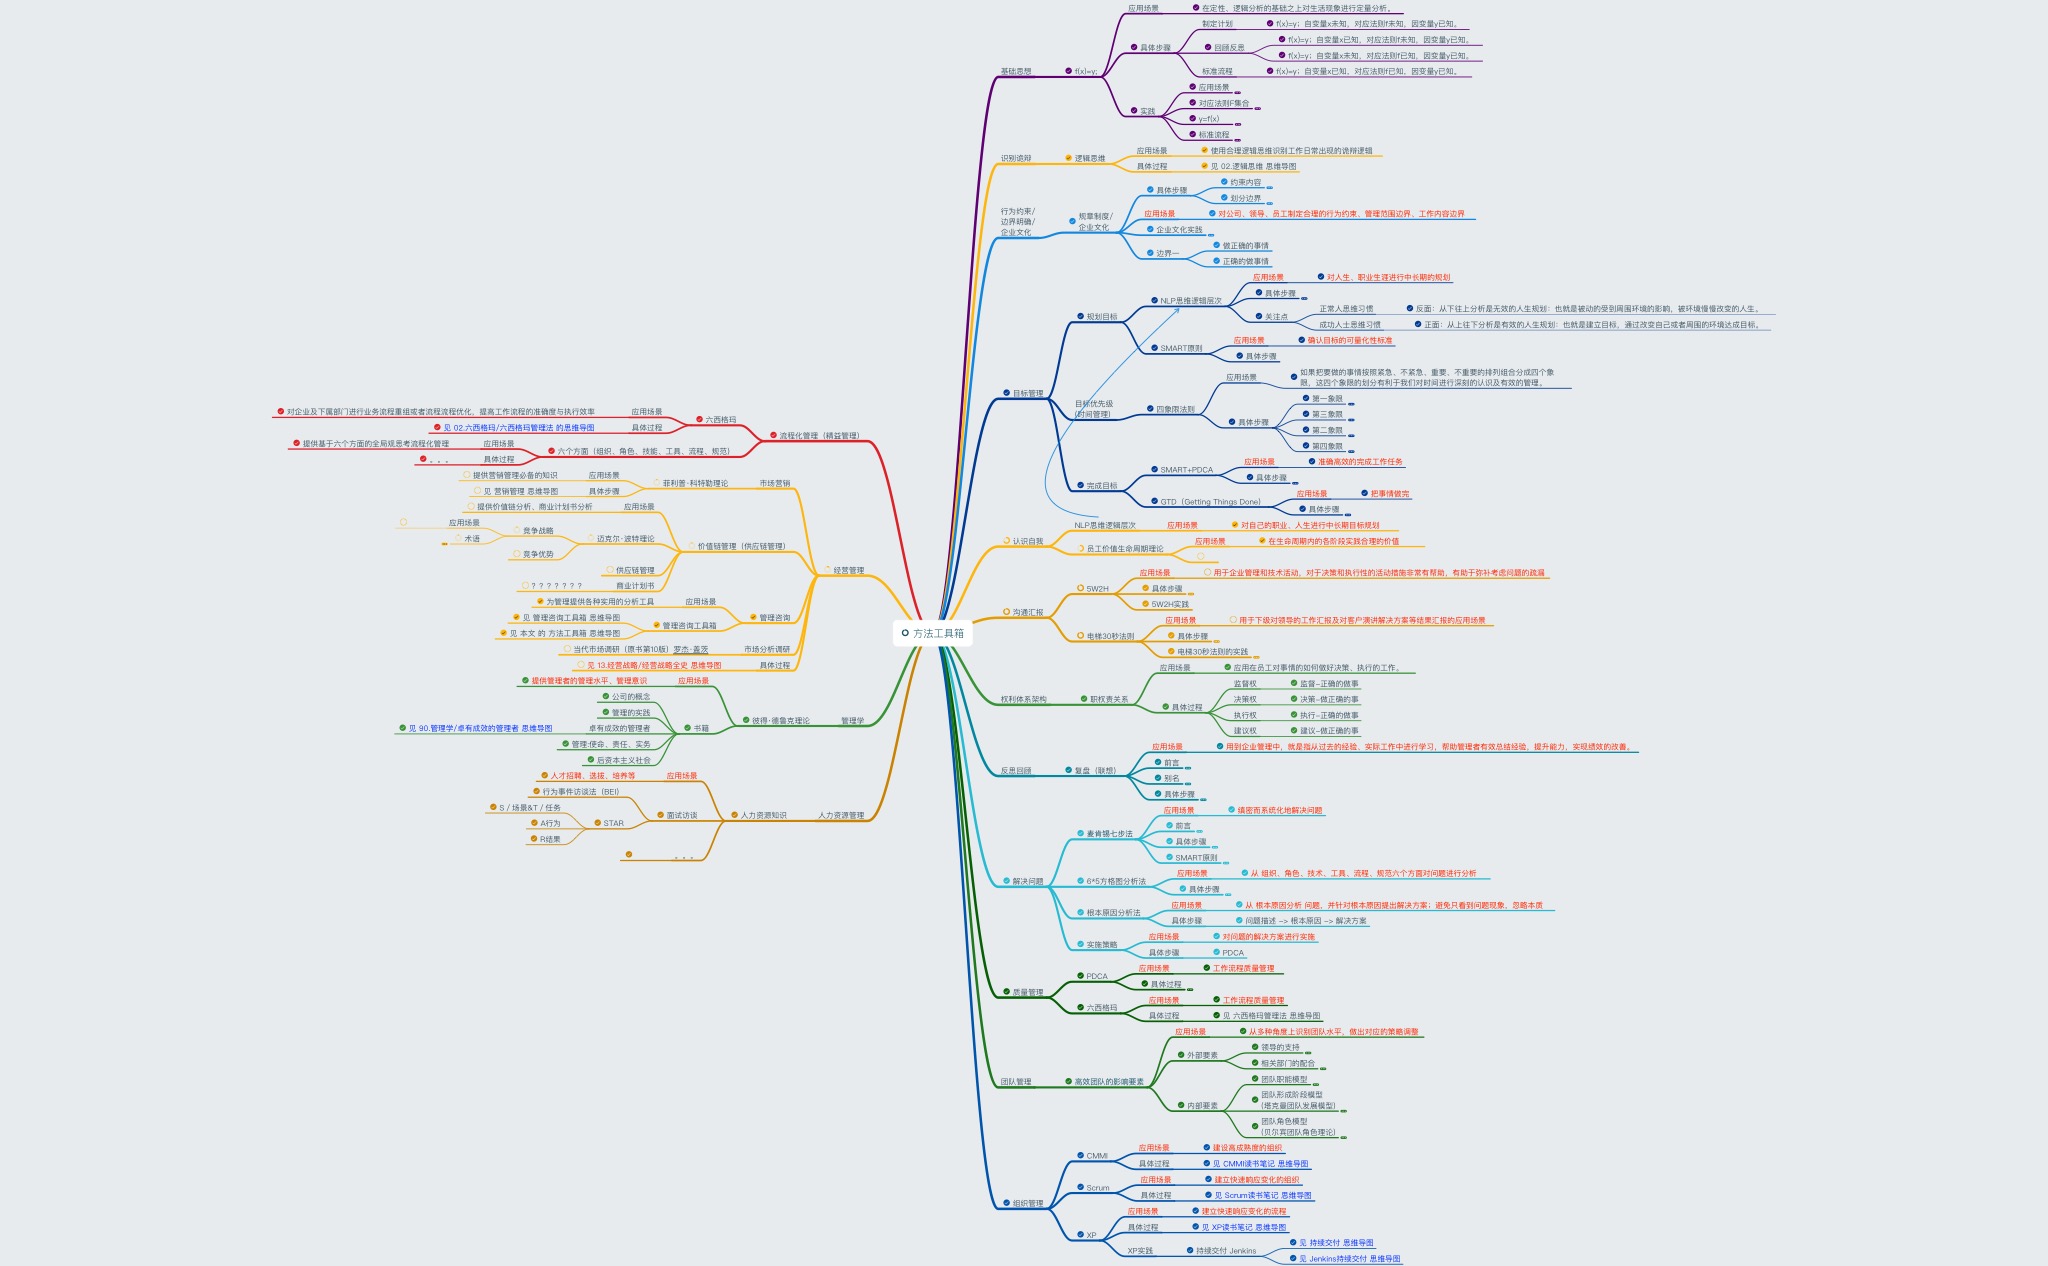 方法工具箱
基础思想
f(x)=y;
应用场景
在定性、逻辑分析的基础之上对生活现象进行定量分析。
具体步骤
制定计划
f(x)=y；自变量x未知，对应法则f未知，因变量y已知。
回顾反思
f(x)=y；自变量x已知，对应法则f未知，因变量y已知。
f(x)=y；自变量x未知，对应法则f已知，因变量y已知。
标准流程
f(x)=y；自变量x已知，对应法则f已知，因变量y已知。
实践
应用场景
对应法则F集合
y=f(x)
标准流程
识别诡辩
逻辑思维
应用场景
使用合理逻辑思维识别工作日常出现的诡辩逻辑
具体过程
见 02.逻辑思维 思维导图
行为约束/
边界明确/
企业文化
规章制度/
企业文化
具体步骤
约束内容
划分边界
应用场景
对公司、领导、员工制定合理的行为约束、管理范围边界、工作内容边界
企业文化实践
边界一
做正确的事情
正确的做事情
目标管理
规划目标
NLP思维逻辑层次
应用场景
对人生、职业生涯进行中长期的规划
具体步骤
关注点
正常人思维习惯
反面：从下往上分析是无效的人生规划：也就是被动的受到周围环境的影响，被环境慢慢改变的人生。
成功人士思维习惯
正面：从上往下分析是有效的人生规划：也就是建立目标，通过改变自己或者周围的环境达成目标。
SMART原则
应用场景
确认目标的可量化性标准
具体步骤
目标优先级
(时间管理)
四象限法则
应用场景
如果把要做的事情按照紧急、不紧急、重要、不重要的排列组合分成四个象
限，这四个象限的划分有利于我们对时间进行深刻的认识及有效的管理。
具体步骤
第一象限
第三象限
第二象限
第四象限
完成目标
SMART+PDCA
应用场景
准确高效的完成工作任务
具体步骤
GTD（Getting Things Done）
应用场景
把事情做完
具体步骤
认识自我
NLP思维逻辑层次
应用场景
对自己的职业、人生进行中长期目标规划
员工价值生命周期理论
应用场景
在生命周期内的各阶段实践合理的价值
沟通汇报
5W2H
应用场景
用于企业管理和技术活动，对于决策和执行性的活动措施非常有帮助，有助于弥补考虑问题的疏漏
具体步骤
5W2H实践
电梯30秒法则
应用场景
用于下级对领导的工作汇报及对客户演讲解决方案等结果汇报的应用场景
具体步骤
电梯30秒法则的实践
权利体系架构
职权责关系
应用场景
应用在员工对事情的如何做好决策、执行的工作。
具体过程
监督权
监督–正确的做事
决策权
决策–做正确的事
执行权
执行–正确的做事
建议权
建议–做正确的事
反思回顾
复盘（联想）
应用场景
用到企业管理中，就是指从过去的经验、实际工作中进行学习，帮助管理者有效总结经验，提升能力，实现绩效的改善。
前言
别名
具体步骤
解决问题
麦肯锡七步法
应用场景
缜密而系统化地解决问题
前言
具体步骤
SMART原则
6*5方格图分析法
应用场景
从 组织、角色、技术、工具、流程、规范六个方面对问题进行分析
具体步骤
根本原因分析法
应用场景
从 根本原因分析 问题，并针对根本原因提出解决方案；避免只看到问题现象，忽略本质
具体步骤
问题描述 –> 根本原因 –> 解决方案
实施策略
应用场景
对问题的解决方案进行实施
具体步骤
PDCA
质量管理
PDCA
应用场景
工作流程质量管理
具体过程
六西格玛
应用场景
工作流程质量管理
具体过程
见 六西格玛管理法 思维导图
团队管理
高效团队的影响要素
应用场景
从多种角度上识别团队水平，做出对应的策略调整
外部要素
领导的支持
相关部门的配合
内部要素
团队职能模型
团队形成阶段模型
(塔克曼团队发展模型)
团队角色模型
(贝尔宾团队角色理论)
组织管理
CMMI
应用场景
建设高成熟度的组织
具体过程
见 CMMI读书笔记 思维导图
Scrum
应用场景
建立快速响应变化的组织
具体过程
见 Scrum读书笔记 思维导图
XP
应用场景
建立快速响应变化的流程
具体过程
见 XP读书笔记 思维导图
XP实践
持续交付 Jenkins
见 持续交付 思维导图
见 Jenkins持续交付 思维导图
流程化管理（精益管理）
六西格玛
应用场景
对企业及下属部门进行业务流程重组或者流程流程优化，提高工作流程的准确度与执行效率
具体过程
见 02.六西格玛/六西格玛管理法 的思维导图
六个方面（组织、角色、技能、工具、流程、规范）
应用场景
提供基于六个方面的全局观思考流程化管理
具体过程
。。。
经营管理
市场营销
菲利普·科特勒理论
应用场景
提供营销管理必备的知识
具体步骤
见 营销管理 思维导图
价值链管理（供应链管理）
应用场景
提供价值链分析、商业计划书分析
迈克尔·波特理论
竞争战略
应用场景
术语
竞争优势
供应链管理
商业计划书
？？？？？？？
管理咨询
应用场景
为管理提供各种实用的分析工具
管理咨询工具箱
见 管理咨询工具箱 思维导图
见 本文 的 方法工具箱 思维导图
市场分析调研
当代市场调研（原书第10版）罗杰·盖茨
具体过程
见 13.经营战略/经营战略全史 思维导图
管理学
彼得·德鲁克理论
应用场景
提供管理者的管理水平、管理意识
书籍
公司的概念
管理的实践
卓有成效的管理者
见 90.管理学/卓有成效的管理者 思维导图
管理:使命、责任、实务
后资本主义社会
人力资源管理
人力资源知识
应用场景
人才招聘、选拔、培养等
面试访谈
行为事件访谈法（BEI）
STAR
S / 场景&T / 任务
A行为
R结果
。。。